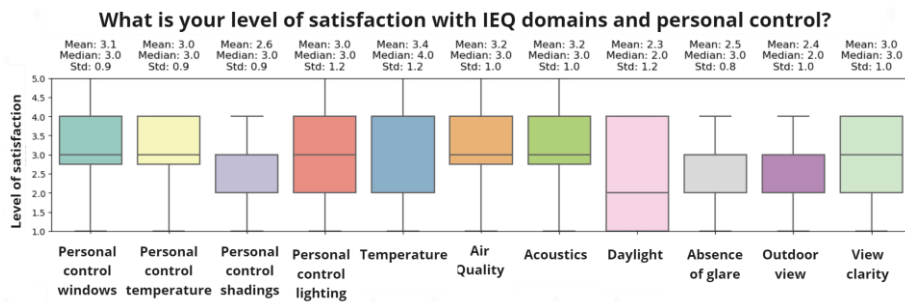 What is your level of satisfaction with IEQ domains and personal control?
Mean: 3.1 Mean: 3.0 Mean: 2.6 Mean: 3.0 Mean: 3.4 Mean: 3.2 Mean: 3.2 Mean: 2.3 Mean: 2.5 Mean: 2.4 Mean: 3.0
Median: 3.0 Median: 3.0 Median: 3.0 Median: 3.0 Median: 4.0 Median: 3.0 Median: 3.0 Median: 2.0 Median: 3.0 Median: 2.0 Median: 3.0
Std: 0.9 Std: 0.9 Std: 0.9 Std: 1.2 Std: 1.2 Std: 1.0 Std: 1.0 Std: 1.2 Std: 0.8 Std: 1.0 Std: 1.0
Level of satisfaction
5.0
4.5
4.0
3.5
3.0
2.5
2.0
1.5
1.0
Personal control windows
Personal control temperature
Personal control shadings
Personal control lighting
Temperature
Air Quality
Acoustics
Daylight
Absence of glare
Outdoor view
View clarity